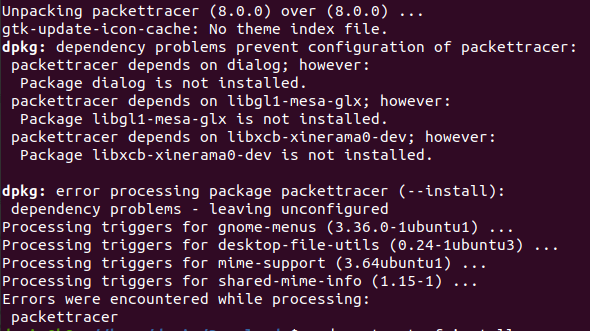 Unpacking packettracer (8.0.0) over (8.0.0) ...
gtk-update-icon-cache: No theme index file.
dpkg: dependency problems prevent configuration of packettracer:
 packettracer depends on dialog; however:
  Package dialog is not installed.
 packettracer depends on libgl1-mesa-glx; however:
  Package libgl1-mesa-glx is not installed.
 packettracer depends on libxcb-xinerama0-dev; however:
  Package libxcb-xinerama0-dev is not installed.

dpkg: error processing package packettracer (--install):
 dependency problems - leaving unconfigured
Processing triggers for gnome-menus (3.36.0-1ubuntu1) ...
Processing triggers for desktop-file-utils (0.24-1ubuntu3) ...
Processing triggers for mime-support (3.64ubuntu1) ...
Processing triggers for shared-mime-info (1.15-1) ...
Errors were encountered while processing:
 packettracer